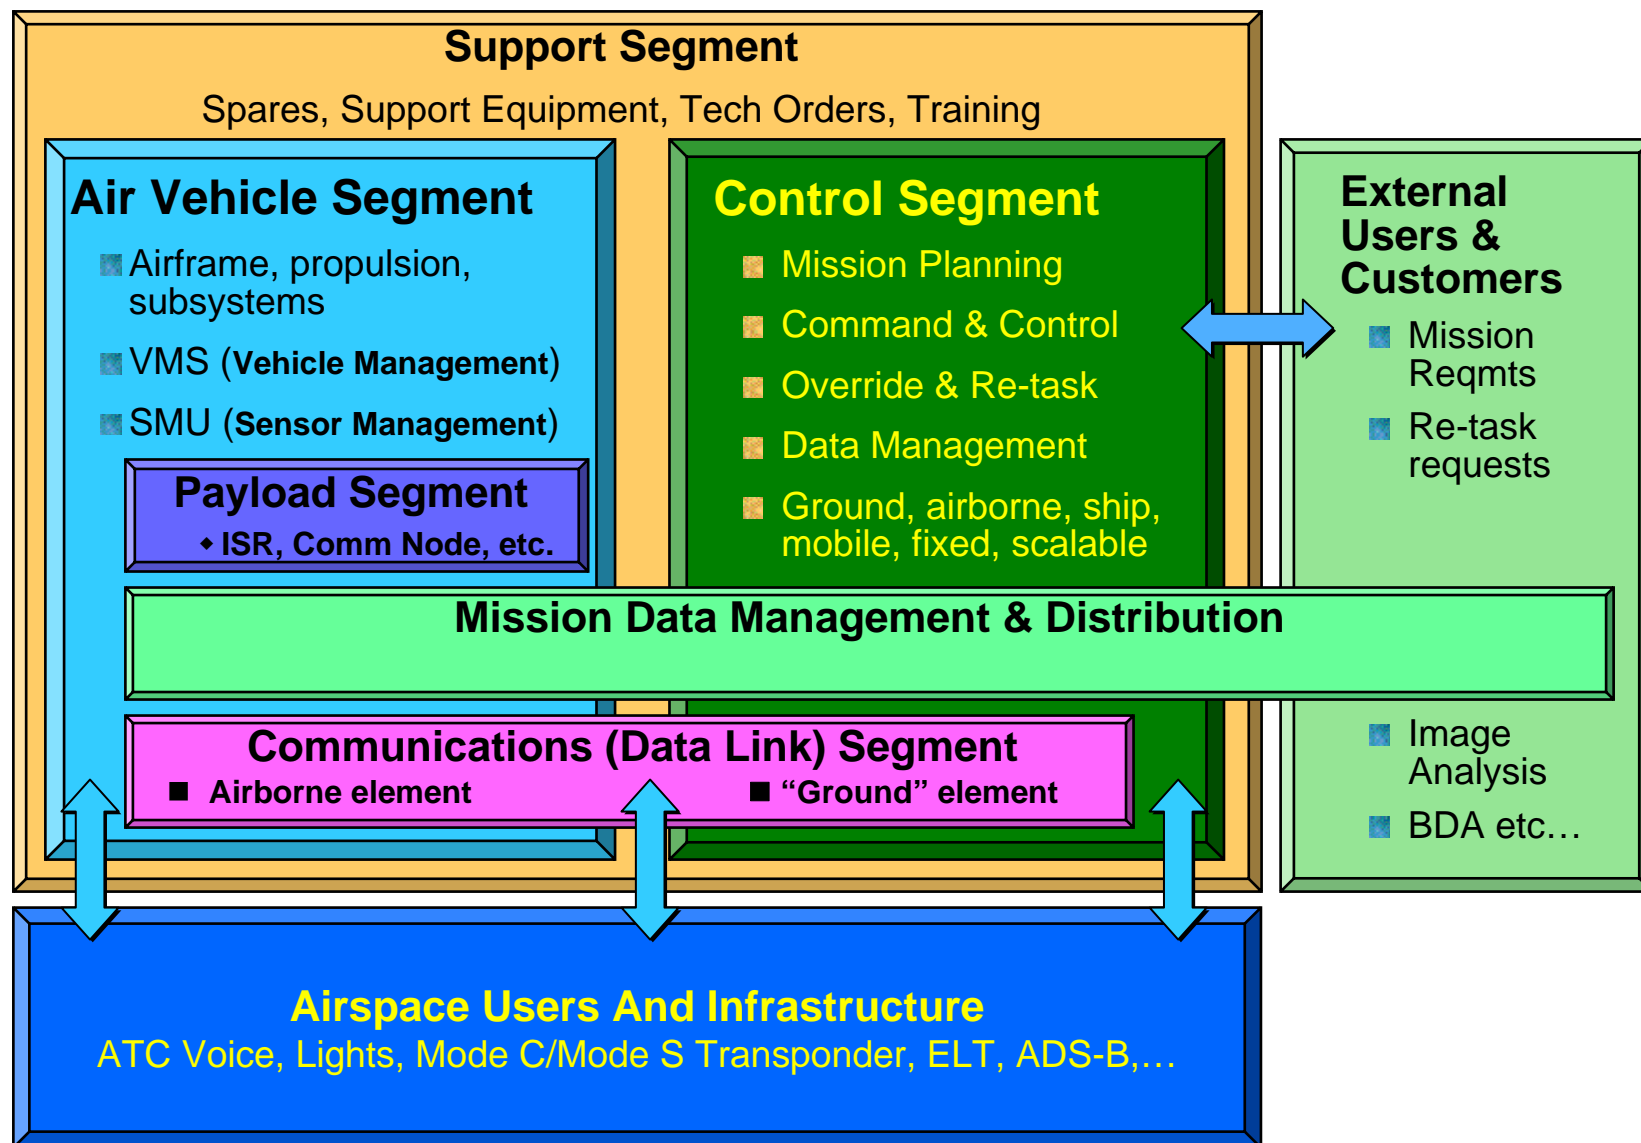 Support Segment
Spares, Support Equipment, Tech Orders, Training
Air Vehicle Segment
Airframe, propulsion,
subsystems
VMS (Vehicle Management)
SMU (Sensor Management)
Payload Segment
ISR, Comm Node, etc.
Control Segment
Mission Planning
Command & Control
Override & Re-task
Data Management
Ground, airborne, ship,
mobile, fixed, scalable
External
Users &
Customers
Mission
Reqmts
Re-task
requests
Mission Data Management & Distribution
Communications (Data Link) Segment
Airborne element
“Ground” element
Image
Analysis
BDA etc…
Airspace Users And Infrastructure
ATC Voice, Lights, Mode C/Mode S Transponder, ELT, ADS-B,…